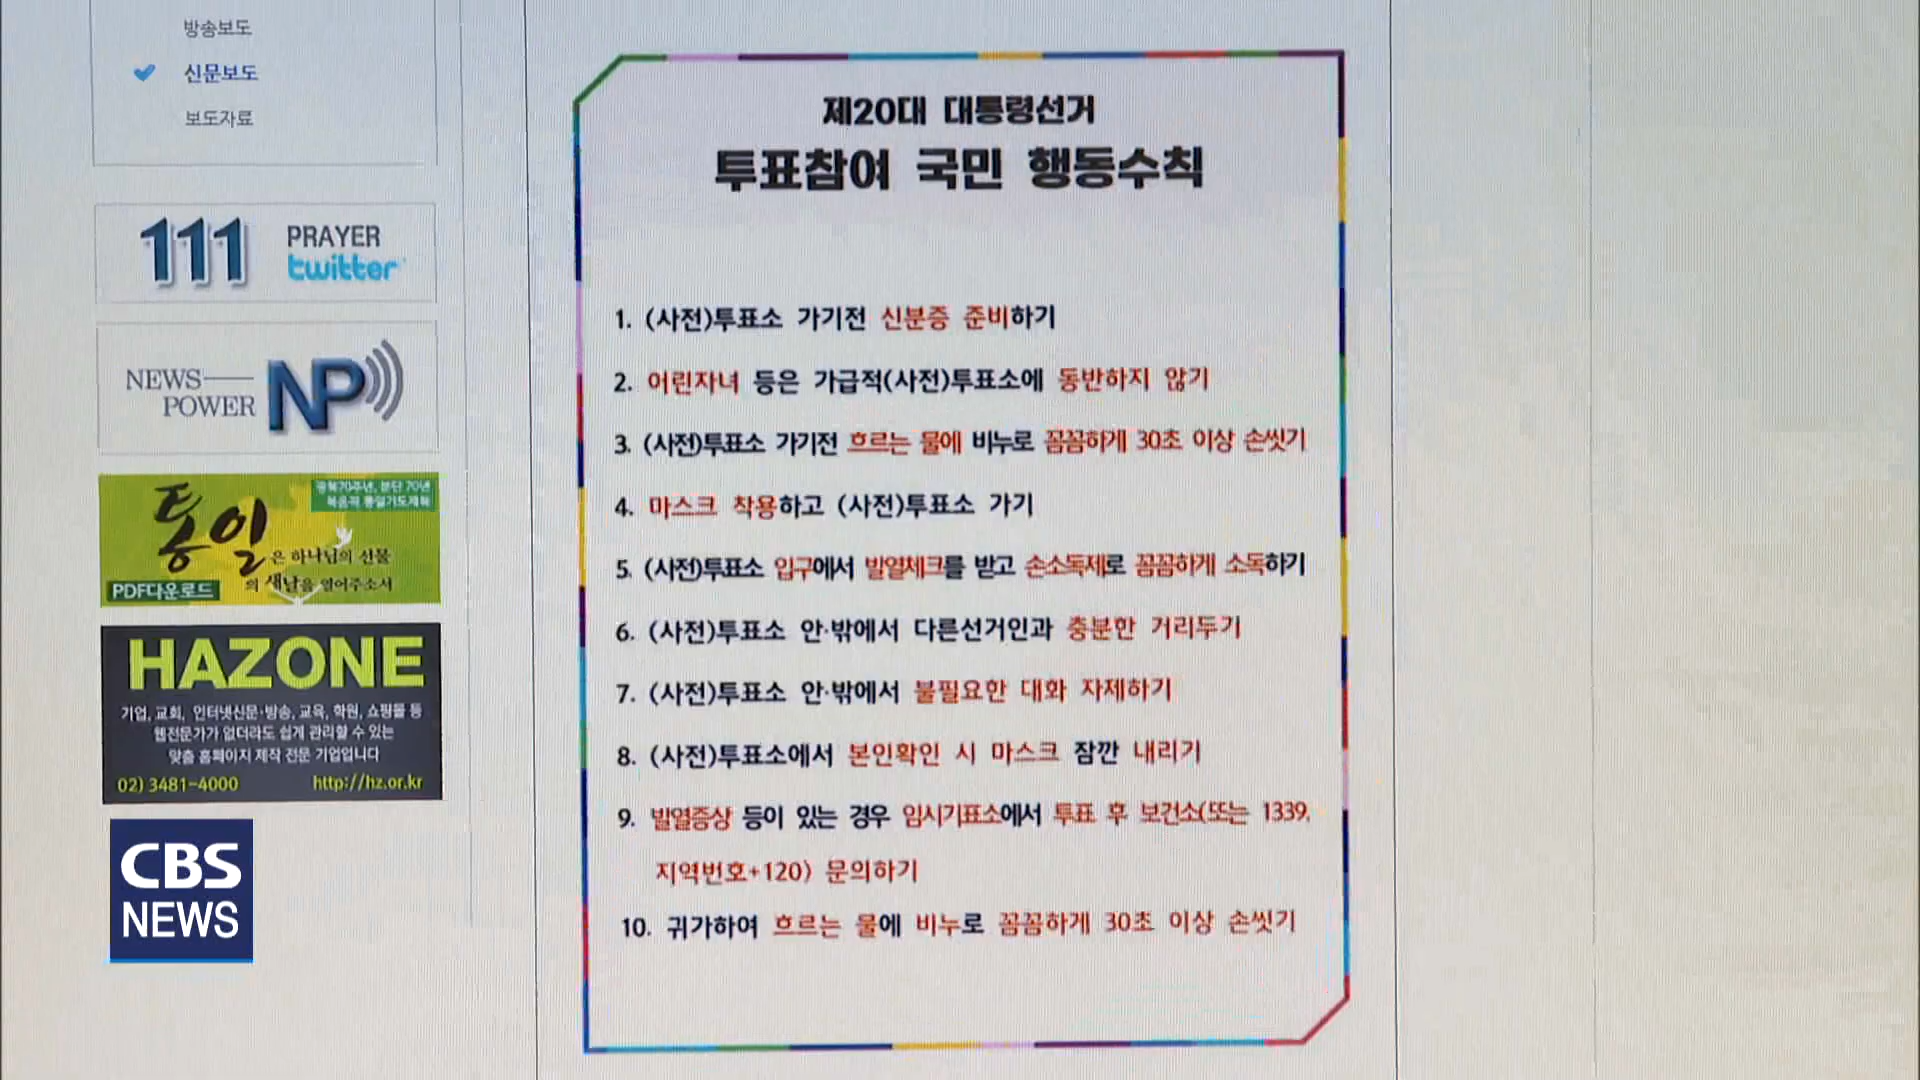 방송보도
신문보도
보도자료
111 PRAYER
twitter
NEWS
POWER NP
광복70주년, 분단 70년
통일
은 하나님의 선물
의 새날을 열어주소서
PDF다운로드
HAZONE
기업, 교회, 인터넷신문·방송, 교육, 학원, 쇼핑몰 등
웹전문가가 없더라도 쉽게 관리할 수 있는
맞춤 홈페이지 제작 전문 기업입니다
02) 3481-4000 http://hz.or.kr
CBS
NEWS
제20대 대통령선거
투표참여 국민 행동수칙
1. (사전)투표소 가기전 신분증 준비하기
2. 어린자녀 등은 가급적(사전)투표소에 동반하지 않기
3. (사전)투표소 가기전 흐르는 물에 비누로 꼼꼼하게 30초 이상 손씻기
4. 마스크 착용하고 (사전)투표소 가기
5. (사전)투표소 입구에서 발열체크를 받고 손소독제로 꼼꼼하게 소독하기
6. (사전)투표소 안·밖에서 다른선거인과 충분한 거리두기
7. (사전)투표소 안·밖에서 불필요한 대화 자제하기
8. (사전)투표소에서 본인확인 시 마스크 잠깐 내리기
9. 발열증상 등이 있는 경우 임시기표소에서 투표 후 보건소(또는 1339,
지역번호+120) 문의하기
10. 귀가하여 흐르는 물에 비누로 꼼꼼하게 30초 이상 손씻기